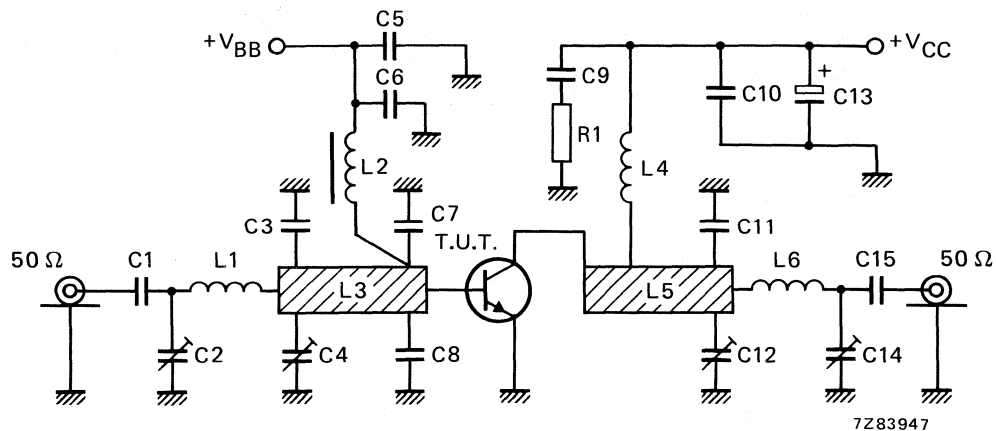 C5
+VBB
C6
L2
C3
C7
T.U.T.
50 Ω
C1
L1
L3
C2
C4
C8
+VCC
C9
R1
L4
+
C10
C13
C11
L5
L6
C15
50 Ω
C12
C14
7Z83947